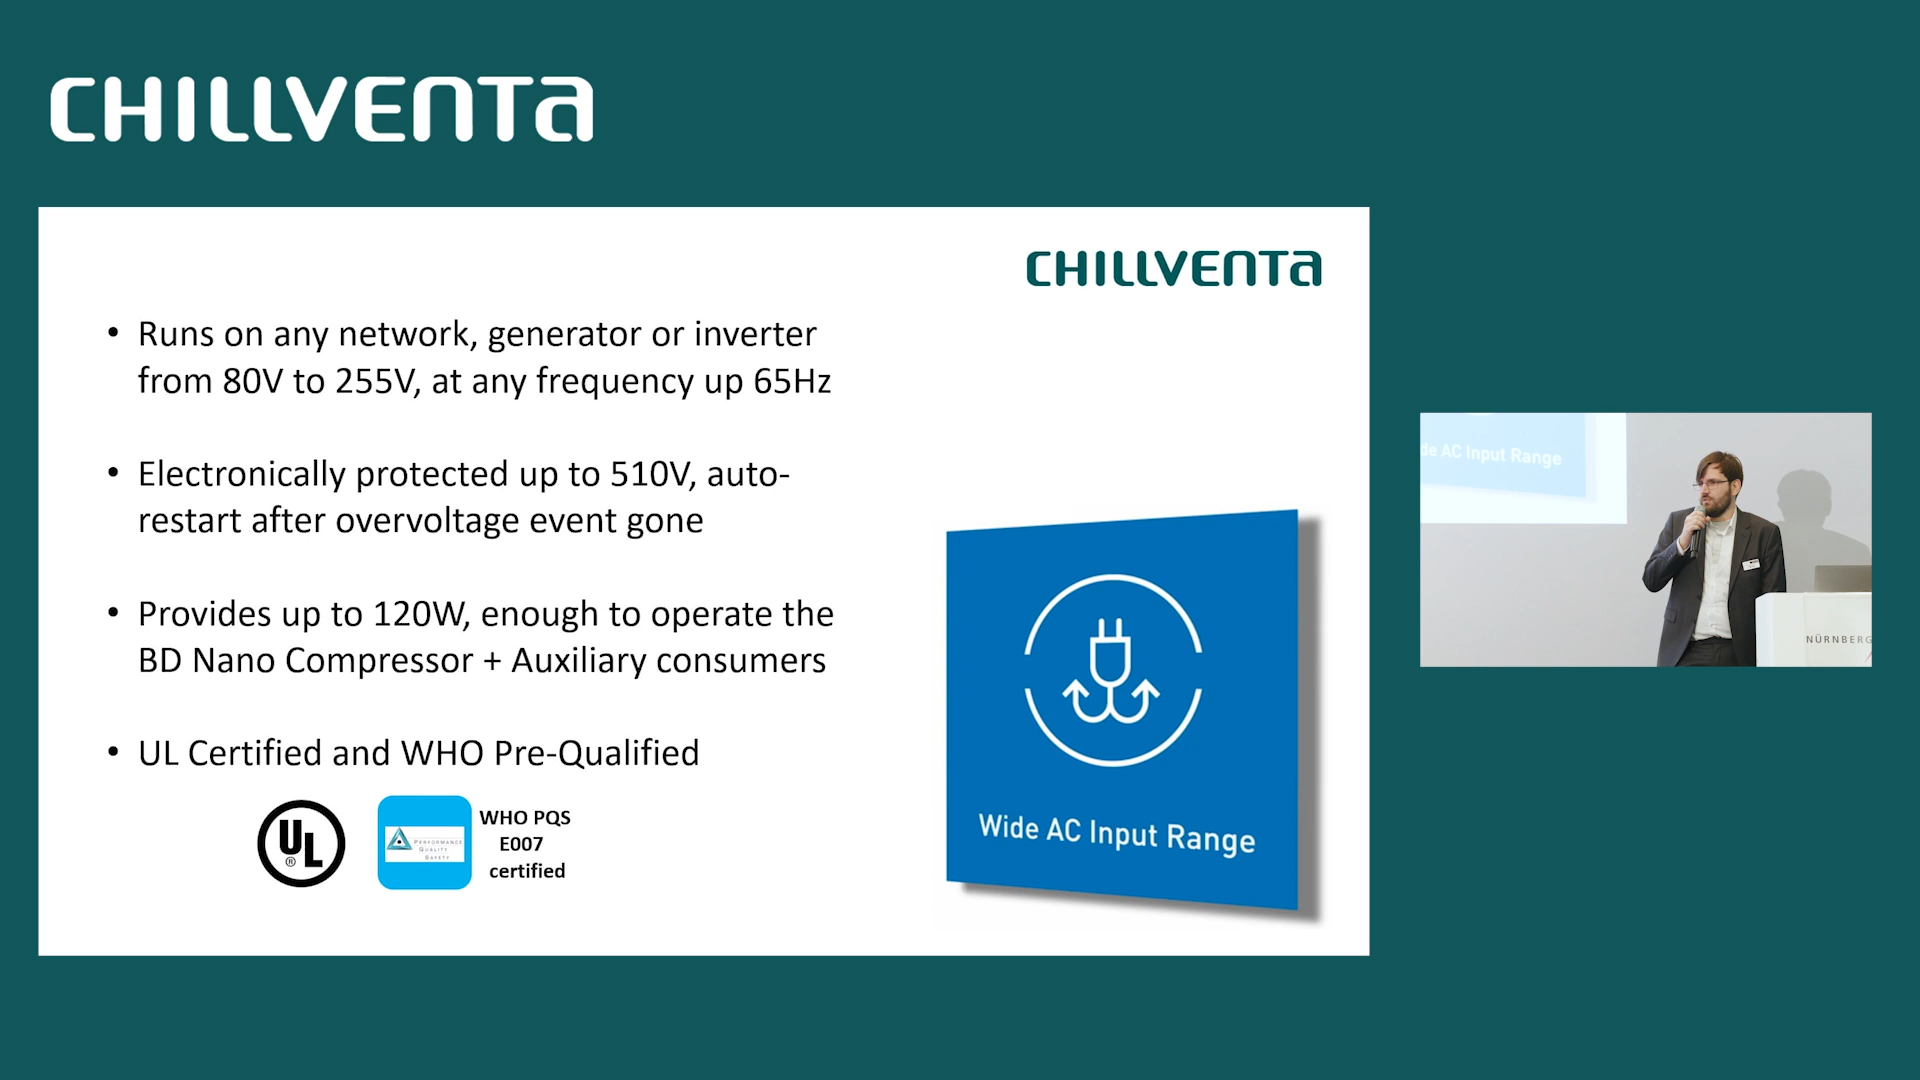 CHILLVENTA
CHILLVENTA
• Runs on any network, generator or inverter
from 80V to 255V, at any frequency up 65Hz
• Electronically protected up to 510V, auto-
restart after overvoltage event gone
• Provides up to 120W, enough to operate the
BD Nano Compressor + Auxiliary consumers
• UL Certified and WHO Pre-Qualified
UL ®
PERFORMANCE
QUALITY
SAFETY
WHO PQS
E007
certified
Wide AC Input Range
de AC Input Range
NÜRNBERG